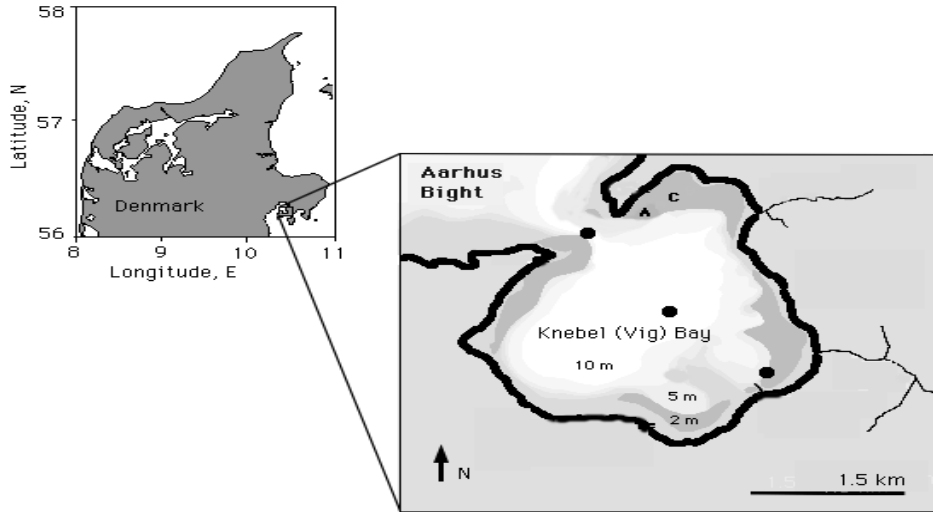 58
57
56
8
9
10
11
Latitude, N
Longitude, E
Denmark
Aarhus
Bight
C
A
Knebel (Vig) Bay
10 m
5 m
2 m
N
1.5 km